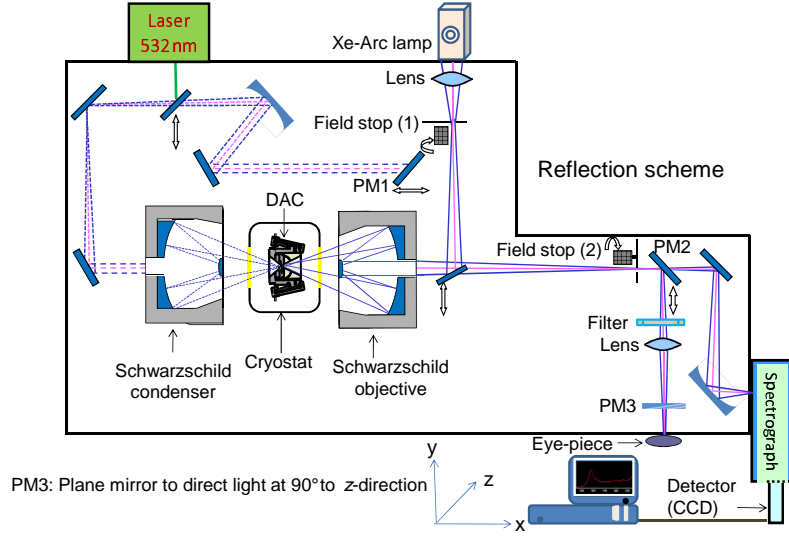 Laser
532nm
Xe-Arc lamp
Lens
Field stop (1)
PM1
Reflection scheme
DAC
Field stop (2)
PM2
Filter
Lens
Cryostat
Schwarzschild
condenser
Schwarzschild
objective
PM3
Spectrograph
Eye-piece
y
z
x
PM3: Plane mirror to direct light at 90° to z-direction
Detector
(CCD)